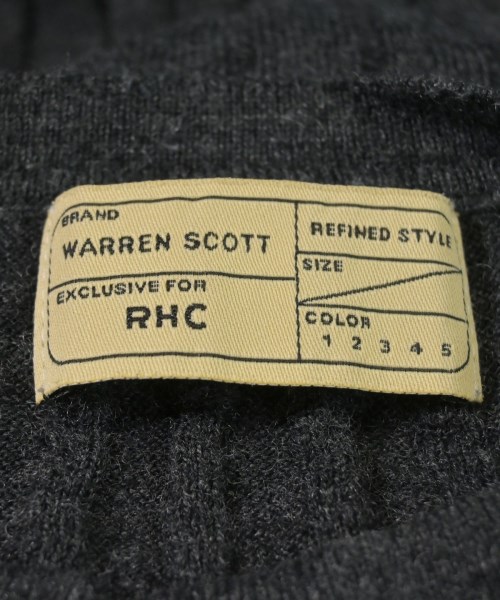 BRAND
WARREN SCOTT
EXCLUSIVE FOR
RHC
REFINED STYLE
SIZE
COLOR
1 2 3 4 5